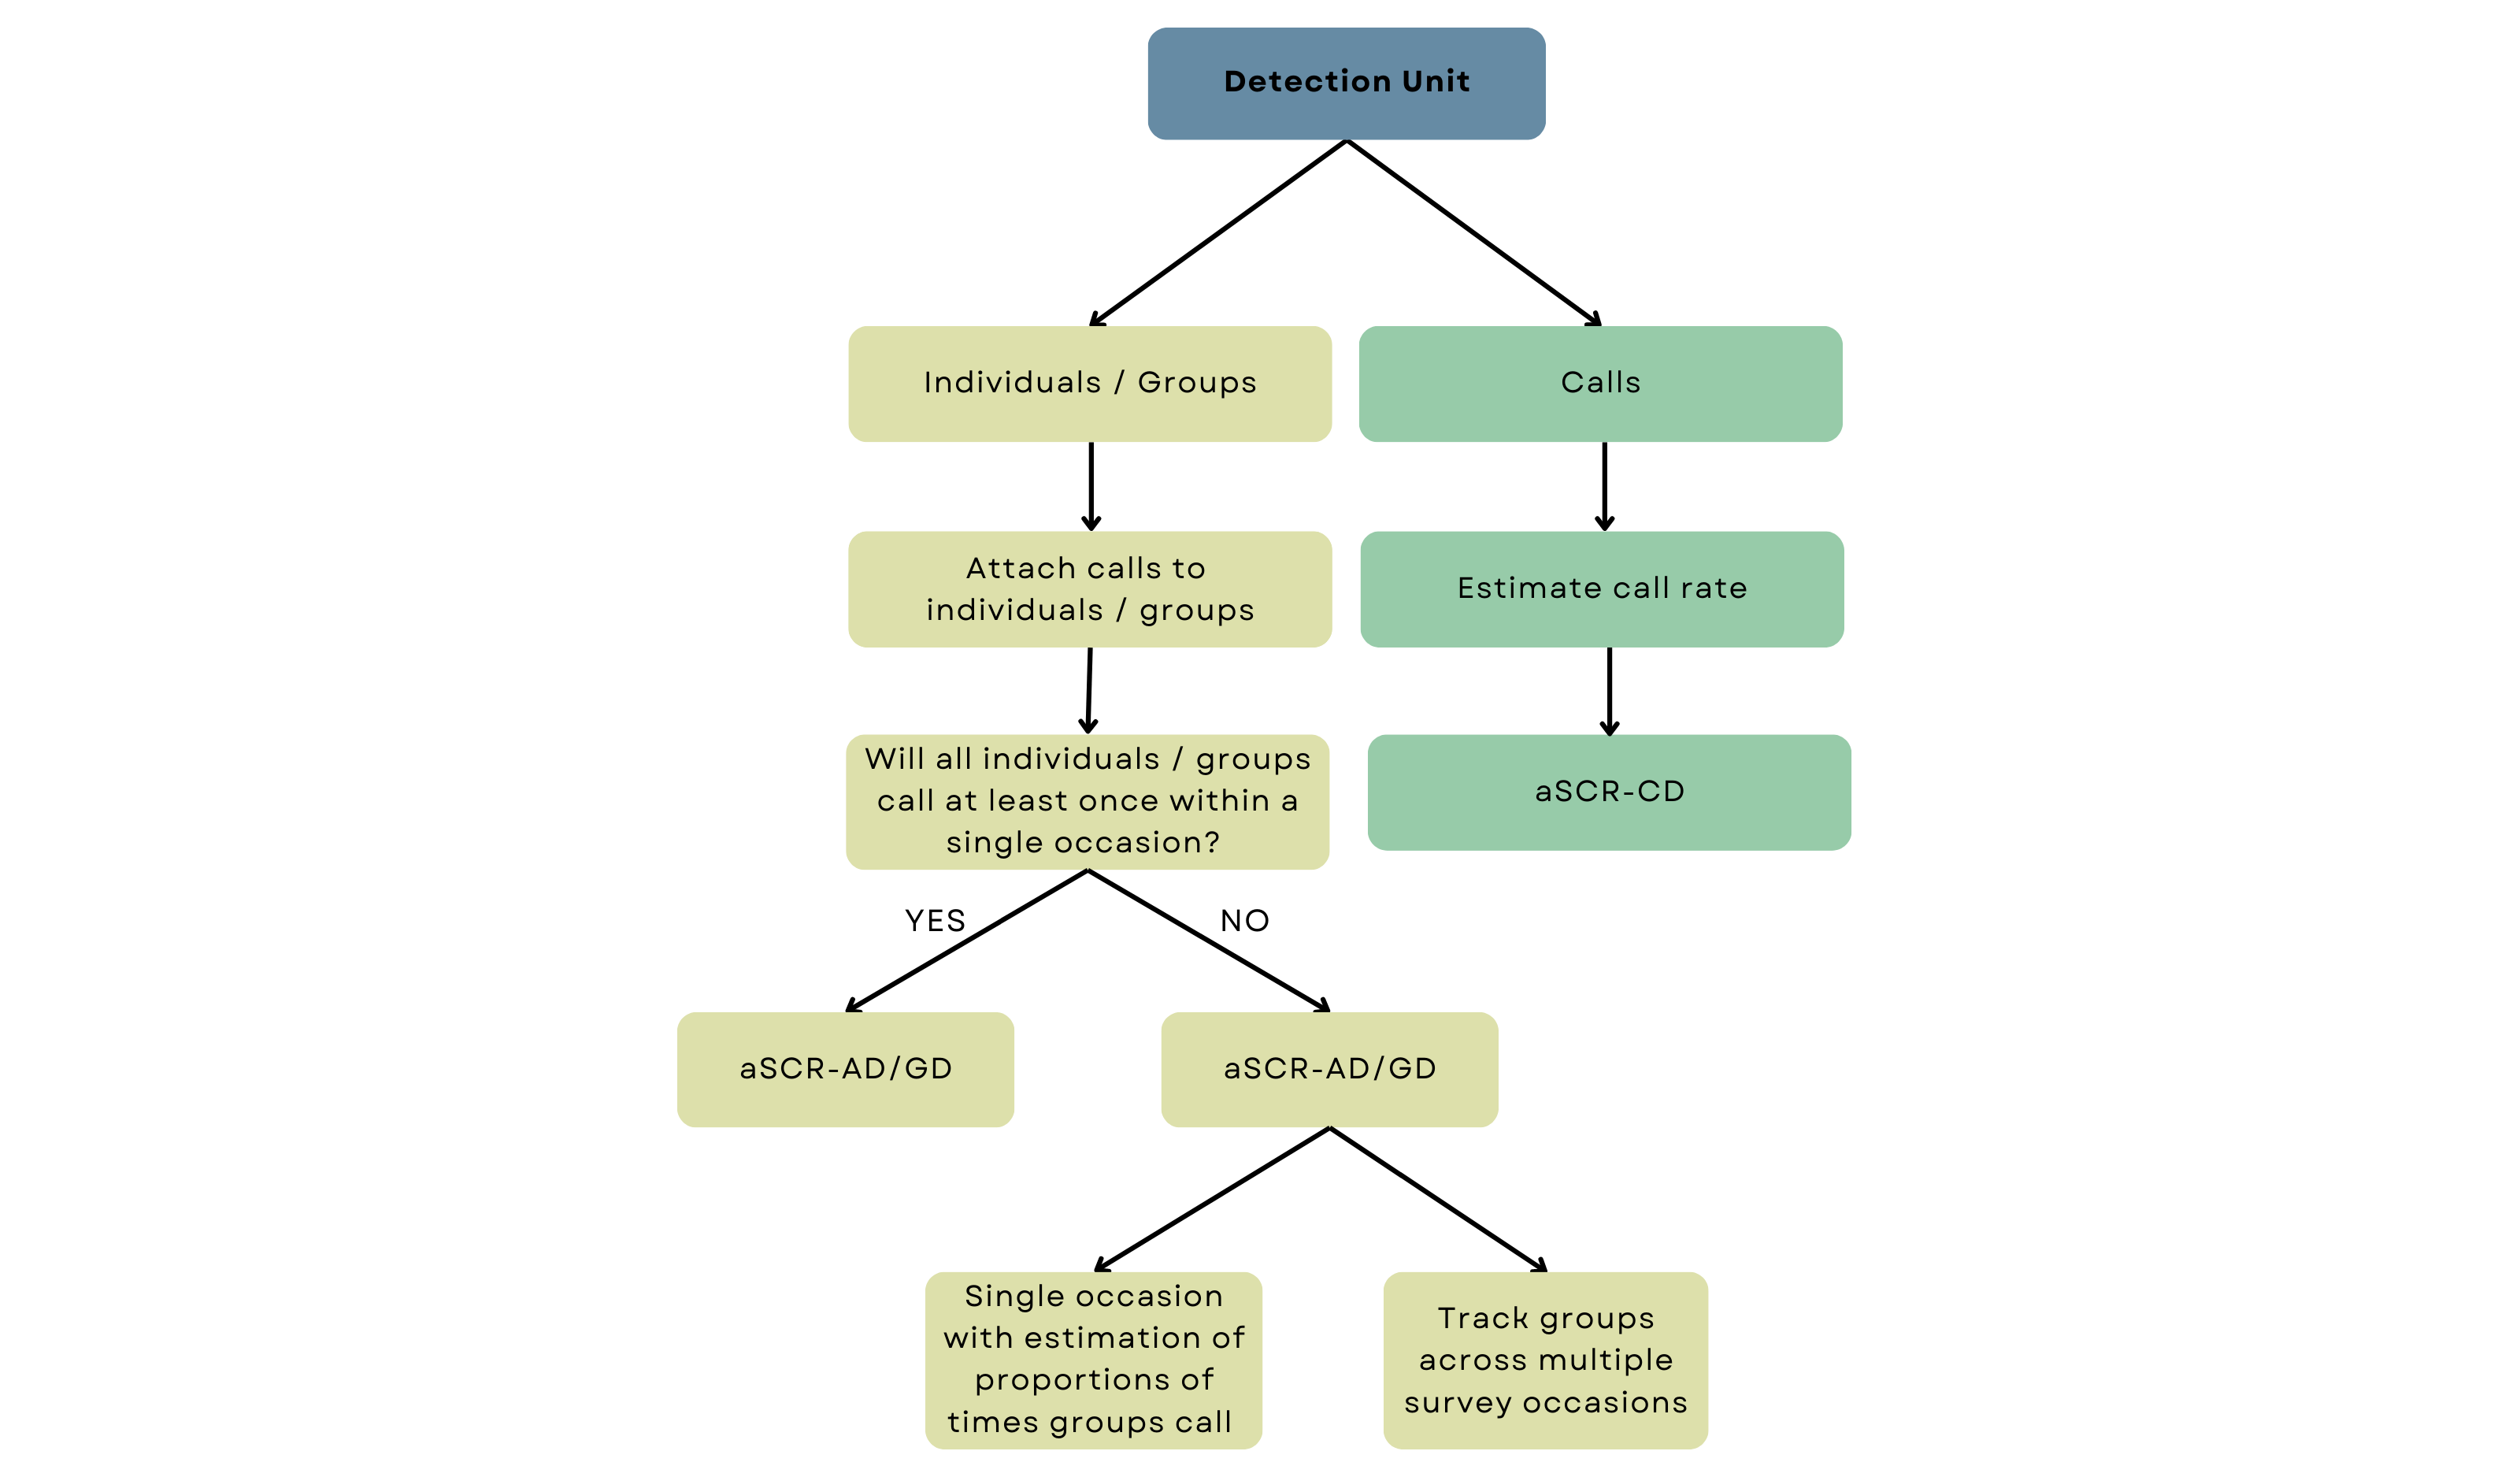 Detection Unit
Individuals / Groups
Calls
Attach calls to
individuals / groups
Estimate call rate
Will all individuals / groups
call at least once within a
single occasion?
aSCR-CD
YES
NO
aSCR-AD/GD
aSCR-AD/GD
Single occasion
with estimation of
proportions of
times groups call
Track groups
across multiple
survey occasions